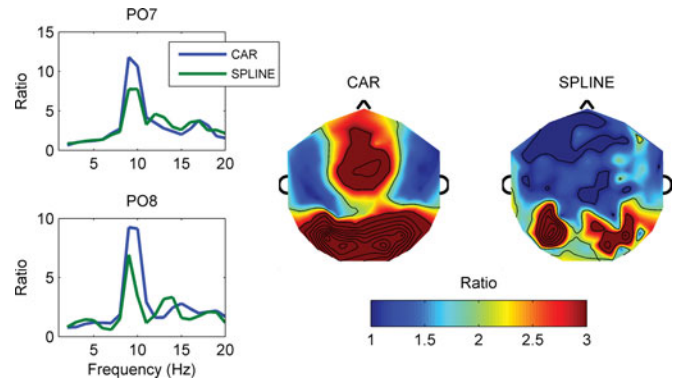 PO7
15
10
5
0
Ratio
5 10 15 20
CAR
SPLINE
PO8
10
5
0
Ratio
5 10 15 20
Frequency (Hz)
CAR
SPLINE
Ratio
1 1.5 2 2.5 3